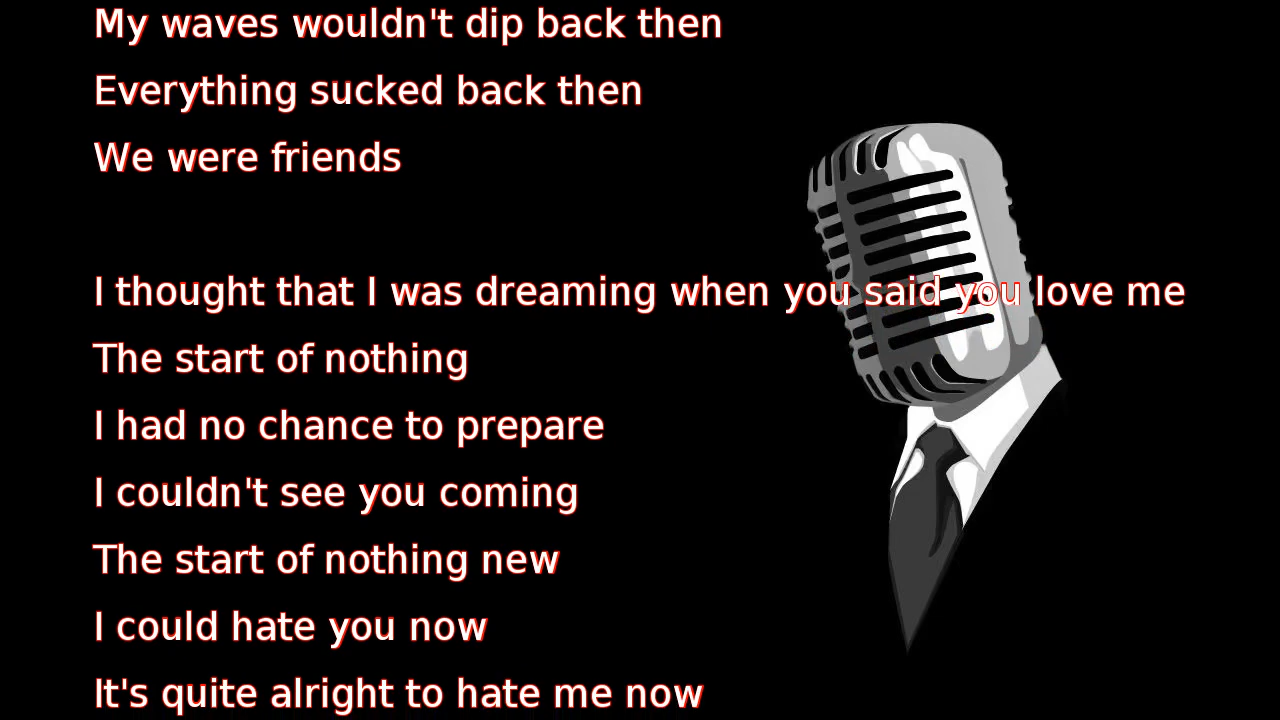 My waves wouldn't dip back then
Everything sucked back then
We were friends
I thought that I was dreaming when you said you love me
The start of nothing
I had no chance to prepare
I couldn't see you coming
The start of nothing new
I could hate you now
It's quite alright to hate me now